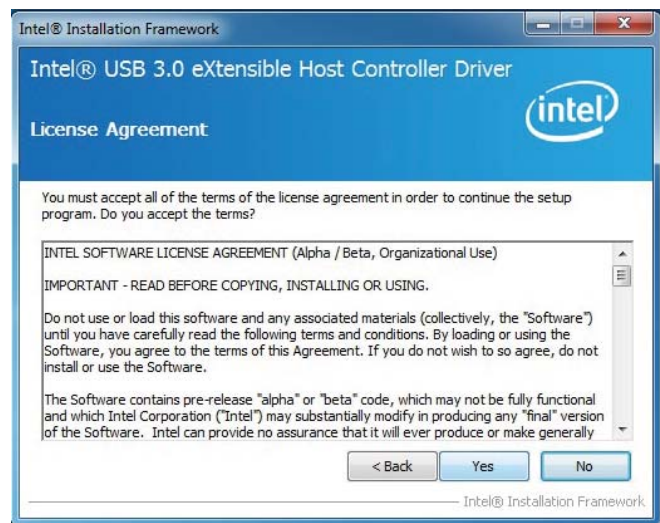 Intel® Installation Framework
Intel® USB 3.0 eXtensible Host Controller Driver
intel
License Agreement
You must accept all of the terms of the license agreement in order to continue the setup
program. Do you accept the terms?
INTEL SOFTWARE LICENSE AGREEMENT (Alpha / Beta, Organizational Use)
IMPORTANT - READ BEFORE COPYING, INSTALLING OR USING.
Do not use or load this software and any associated materials (collectively, the "Software")
until you have carefully read the following terms and conditions. By loading or using the
Software, you agree to the terms of this Agreement. If you do not wish to so agree, do not
install or use the Software.
The Software contains pre-release "alpha" or "beta" code, which may not be fully functional
and which Intel Corporation ("Intel") may substantially modify in producing any "final" version
of the Software. Intel can provide no assurance that it will ever produce or make generally
< Back Yes No
Intel® Installation Framework